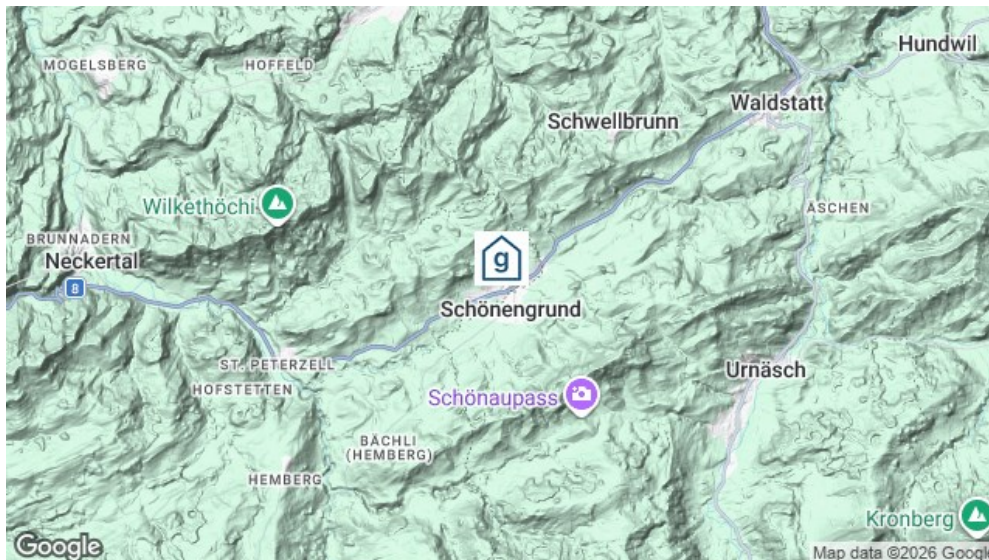 Hundwil
MOGELSBERG
HOFFELD
Waldstatt
Schwellbrunn
Wilkethöchi
ÄSCHEN
BRUNNADERN
Neckertal
g
8
Schönengrund
ST. PETERZELL
Urnäsch
HOFSTETTEN
Schönaupass
BÄCHLI
(HEMBERG)
HEMBERG
Kronberg
Google
Map data ©2026 Google